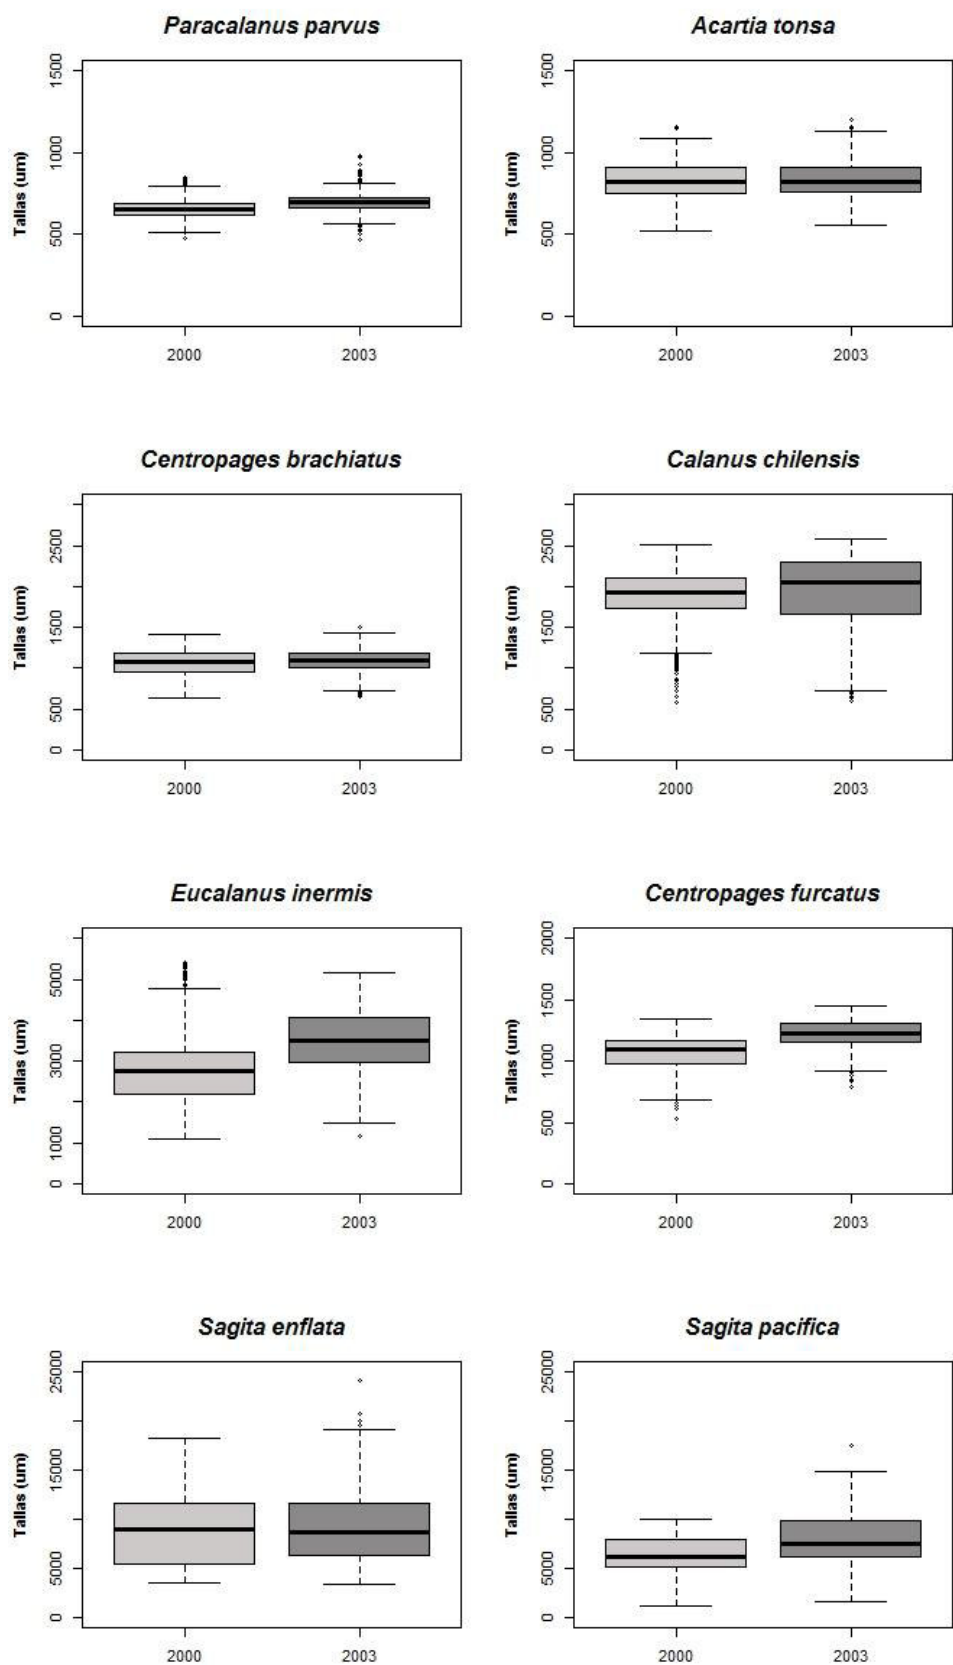 Paracalanus parvus
Tallas (um)
0 500 1000 1500
2000 2003
Acartia tonsa
Tallas (um)
0 500 1000 1500
2000 2003
Centropages brachiatus
Tallas (um)
0 500 1500 2500
2000 2003
Calanus chilensis
Tallas (um)
0 500 1500 2500
2000 2003
Eucalanus inermis
Tallas (um)
0 1000 3000 5000
2000 2003
Centropages furcatus
Tallas (um)
0 500 1000 1500 2000
2000 2003
Sagita enflata
Tallas (um)
0 5000 15000 25000
2000 2003
Sagita pacifica
Tallas (um)
0 5000 15000 25000
2000 2003